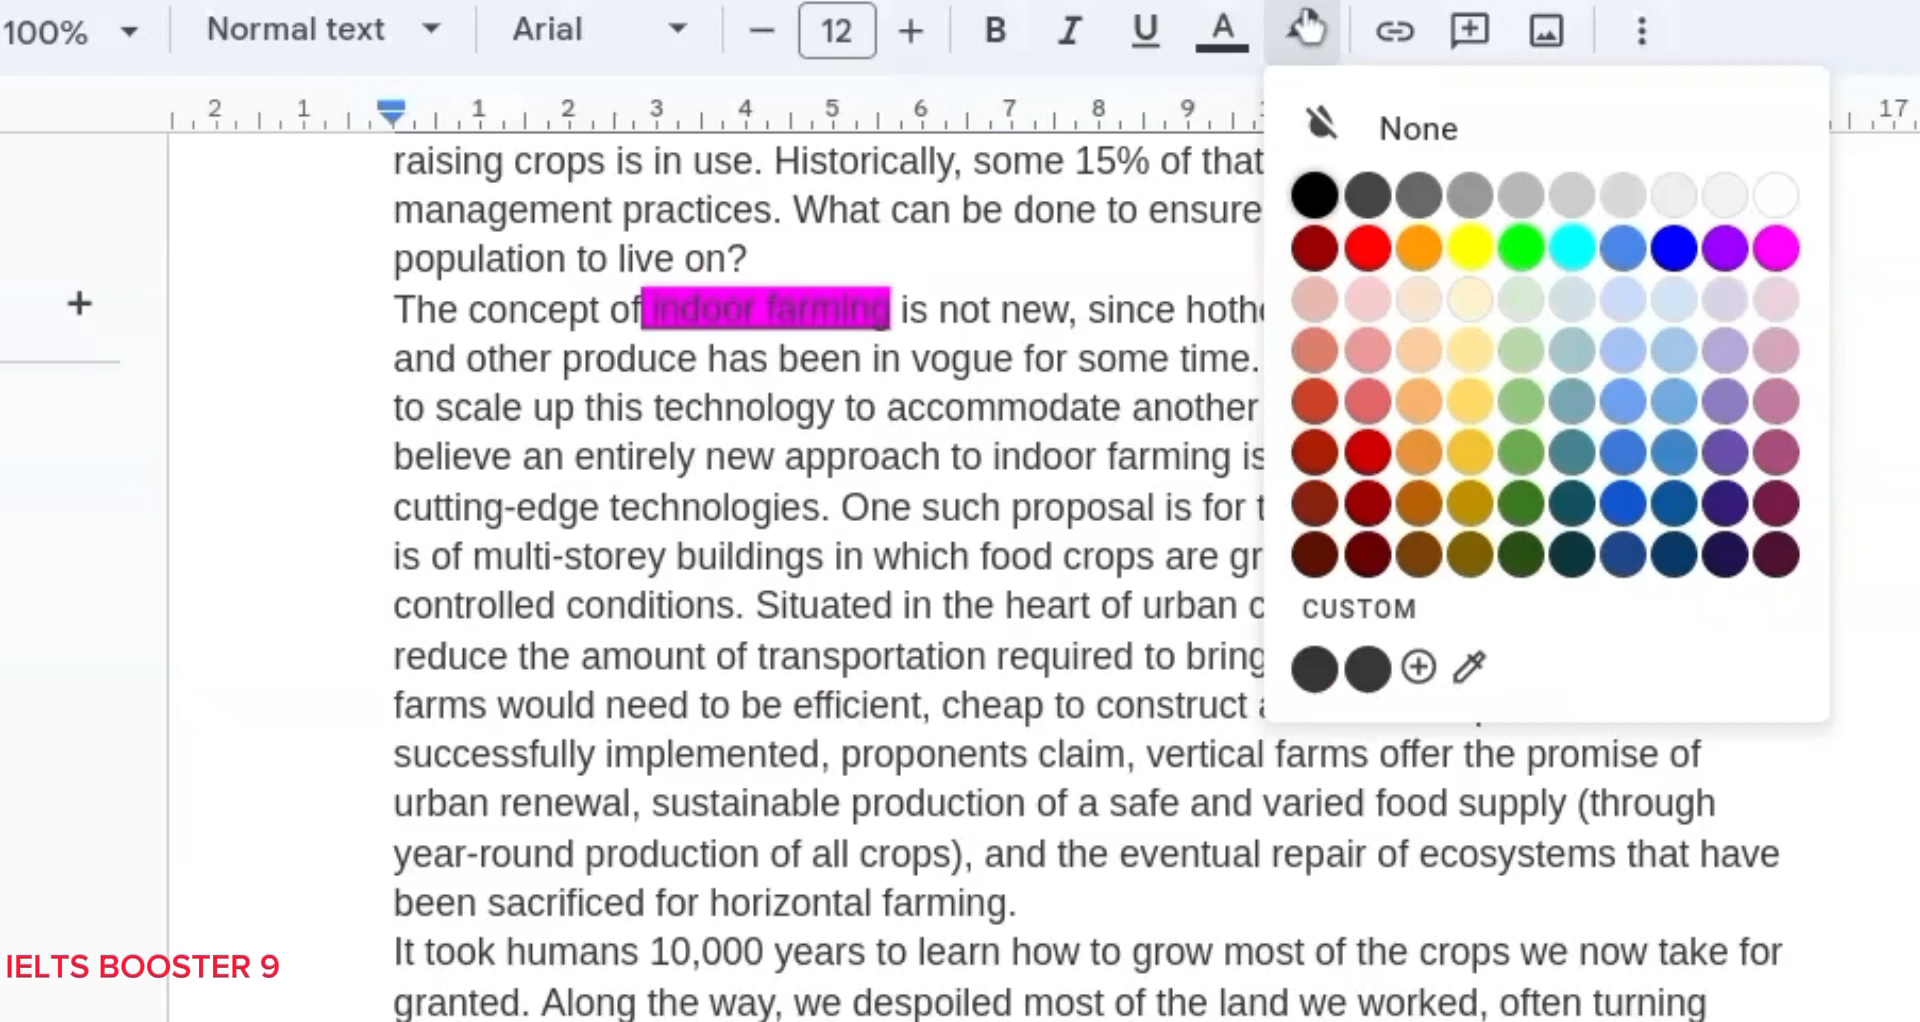 100% Normal text Arial 12 B I U A
2 1 1 2 3 4 5 6 7 8 9 17
None
raising crops is in use. Historically, some 15% of that
management practices. What can be done to ensure
population to live on?
The concept of indoor farming is not new, since
and other produce has been in vogue for some time.
to scale up this technology to accommodate another
believe an entirely new approach to indoor farming is
cutting-edge technologies. One such proposal is for
is of multi-storey buildings in which food crops are
controlled conditions. Situated in the heart of urban
CUSTOM
reduce the amount of transportation required to bring
farms would need to be efficient, cheap to construct
successfully implemented, proponents claim, vertical farms offer the promise of
urban renewal, sustainable production of a safe and varied food supply (through
year-round production of all crops), and the eventual repair of ecosystems that have
been sacrificed for horizontal farming.
It took humans 10,000 years to learn how to grow most of the crops we now take for
granted. Along the way, we despoiled most of the land we worked, often turning
IELTS BOOSTER 9